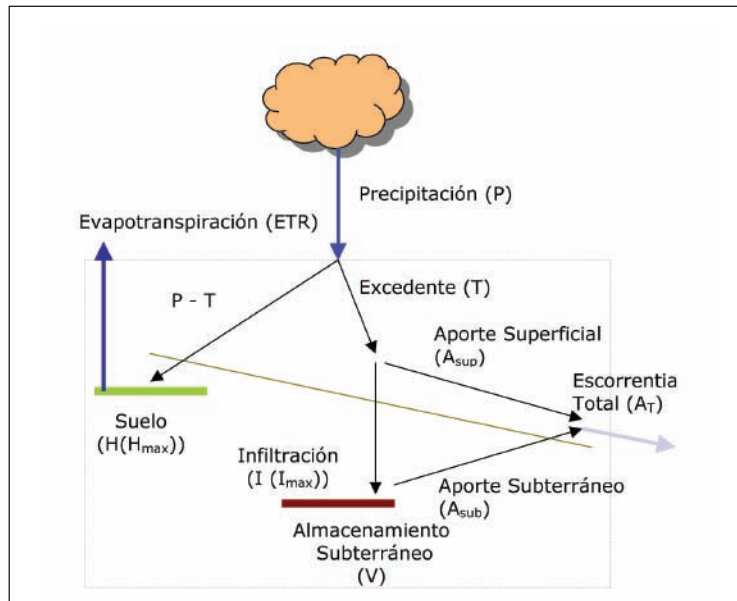 Precipitación (P)
Evapotranspiración (ETR)
P - T
Excedente (T)
Aporte Superficial
(Asup)
Escorrentia
Total (AT)
Suelo
(H(Hmax))
Infiltración
(I (Imax))
Aporte Subterráneo
(Asub)
Almacenamiento
Subterráneo
(V)